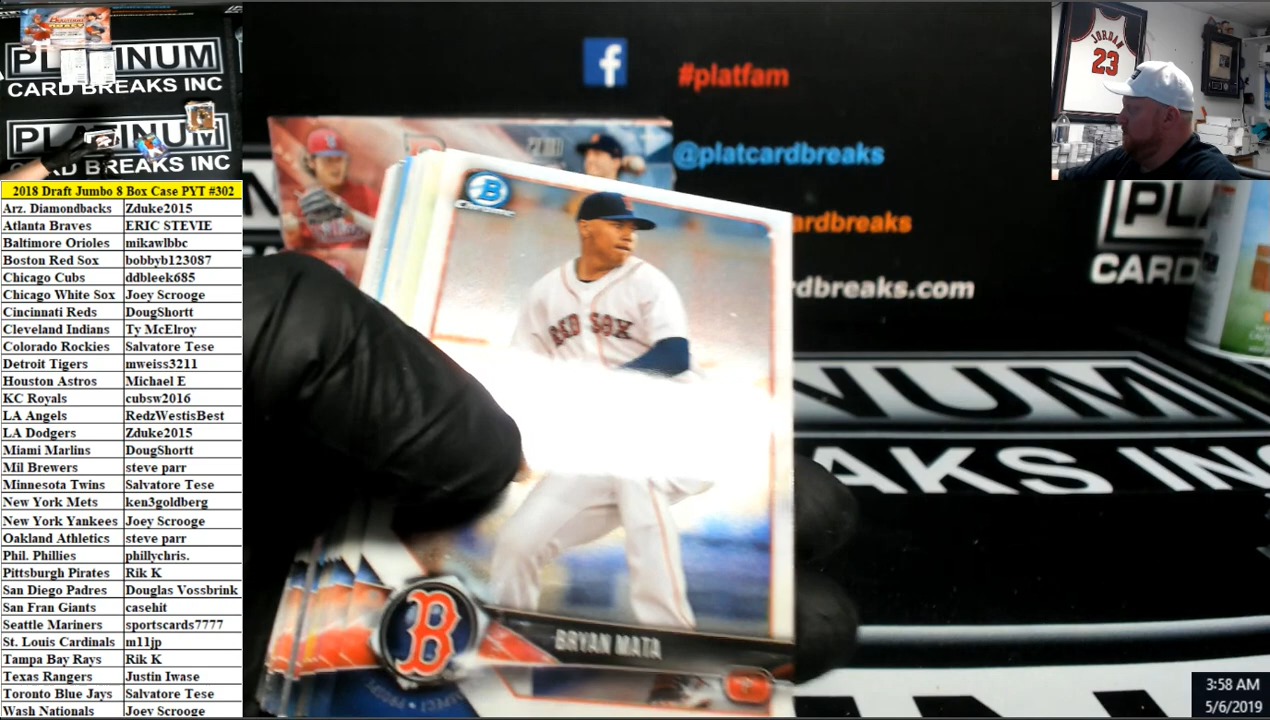 PLATINUM
CARD BREAKS INC
PLATINUM
CARD BREAKS INC
2018 Draft Jumbo 8 Box Case PYT #302
Arz. Diamondbacks Zduke2015
Atlanta Braves ERIC STEVIE
Baltimore Orioles mikawlbbc
Boston Red Sox bobbyb123087
Chicago Cubs ddbleek685
Chicago White Sox Joey Scrooge
Cincinnati Reds DougShortt
Cleveland Indians Ty McElroy
Colorado Rockies Salvatore Tese
Detroit Tigers mweiss3211
Houston Astros Michael E
KC Royals cubsw2016
LA Angels RedzWestisBest
LA Dodgers Zduke2015
Miami Marlins DougShortt
Mil Brewers steve parr
Minnesota Twins Salvatore Tese
New York Mets ken3goldberg
New York Yankees Joey Scrooge
Oakland Athletics steve parr
Phil. Phillies phillychris.
Pittsburgh Pirates Rik K
San Diego Padres Douglas Vossbrink
San Fran Giants casehit
Seattle Mariners sportscards7777
St. Louis Cardinals m11jp
Tampa Bay Rays Rik K
Texas Rangers Justin Iwase
Toronto Blue Jays Salvatore Tese
Wash Nationals Joey Scrooge
f
#platfam
@platcardbreaks
ardbreaks
rdbreaks.com
B
Chrome
RED SOX
B
BRYAN MATA
JORDAN
23
PLA
CARD
NUM
AKS INC
3:58 AM
5/6/2019